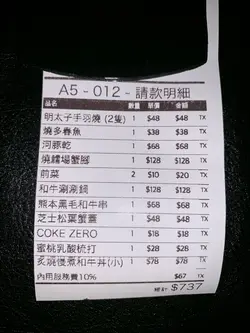 A5 - 012 - 請款明細
品名 數量 單價 金額
明太子手羽燒 (2隻) 1 $48 $48 TX
燒多春魚 1 $38 $38 TX
河豚乾 1 $68 $68 TX
燒鱈場蟹腳 1 $128 $128 TX
前菜 2 $10 $20 TX
和牛涮涮鍋 1 $128 $128 TX
熊本黑毛和牛串 1 $68 $68 TX
芝士松葉蟹蓋 1 $48 $48 TX
COKE ZERO 1 $18 $18 TX
蜜桃乳酸梳打 1 $28 $28 TX
炙燒慢煮和牛丼(小) 1 $78 $78 TX
內用服務費10% $67 TX
總計: $737